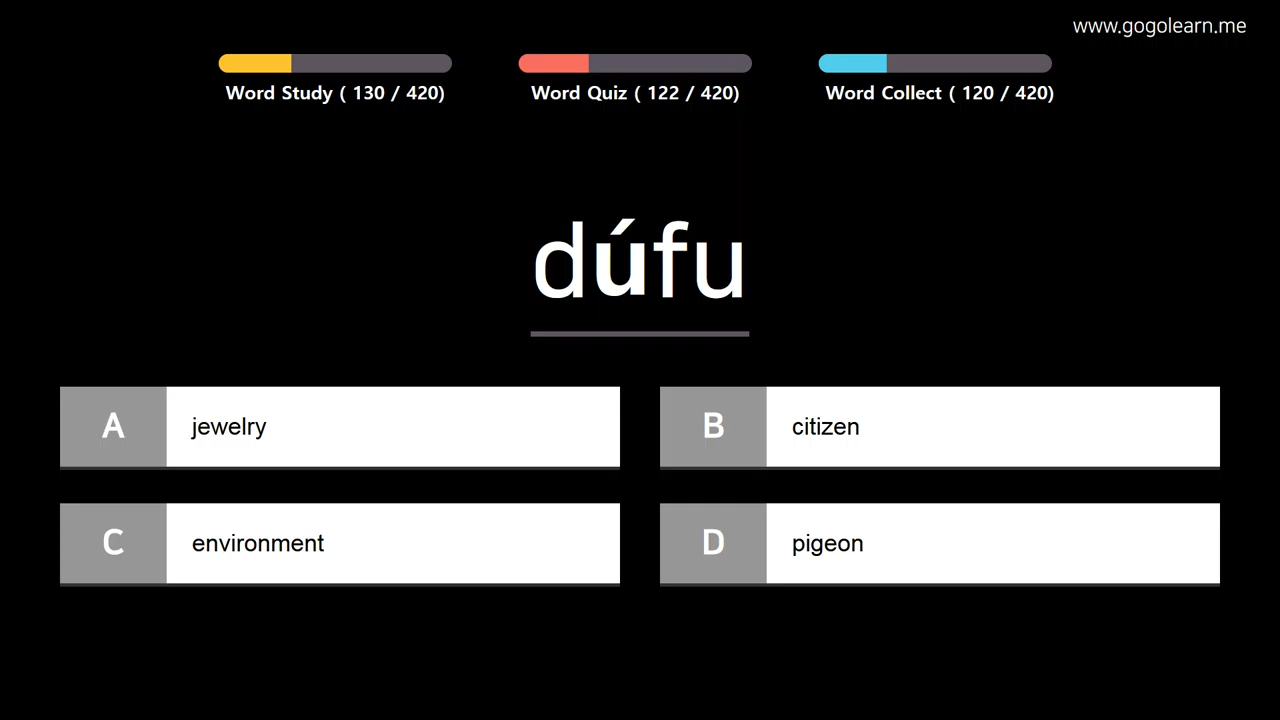 www.gogolearn.me
Word Study ( 130 / 420)
Word Quiz ( 122 / 420)
Word Collect ( 120 / 420)
dúfu
A jewelry
B citizen
C environment
D pigeon